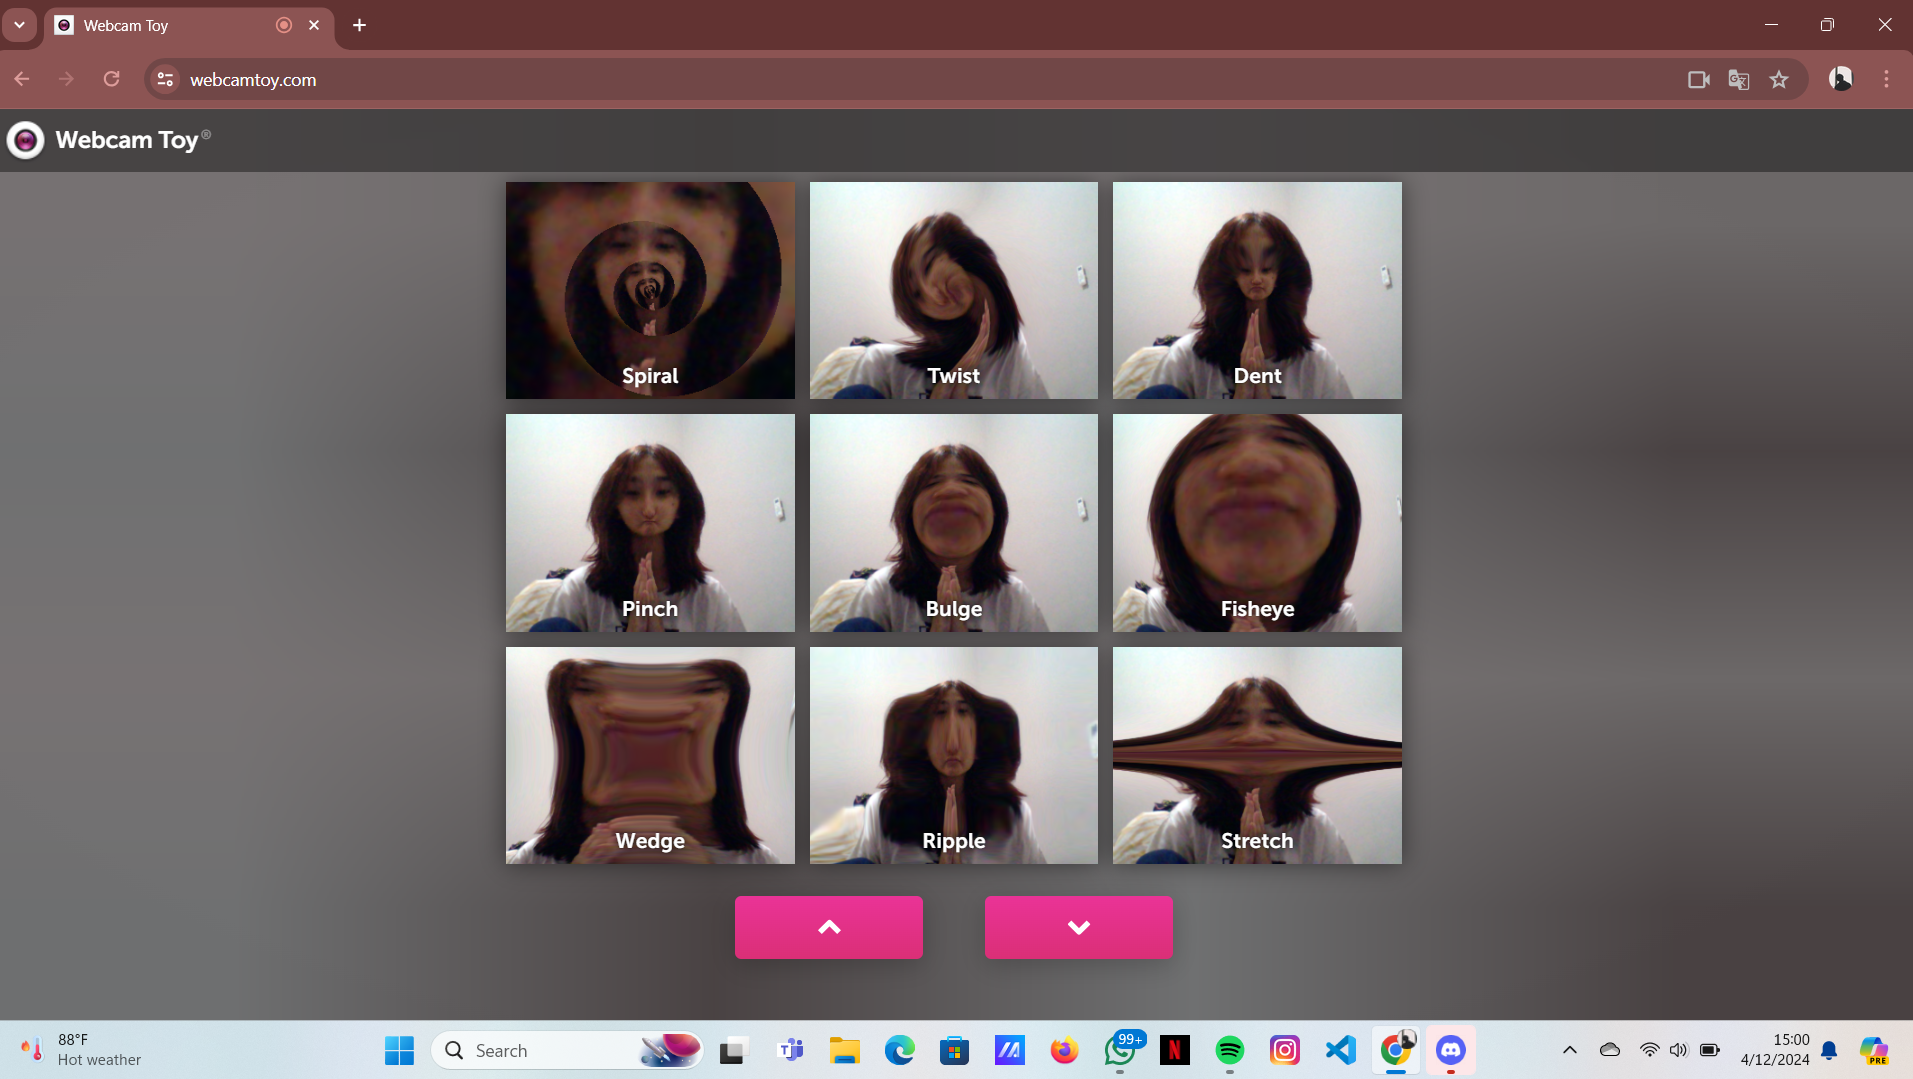 Webcam Toy
webcamtoy.com
Webcam Toy®
Spiral
Twist
Dent
Pinch
Bulge
Fisheye
Wedge
Ripple
Stretch
88°F
Hot weather
Search
99+
15:00
4/12/2024
PRE